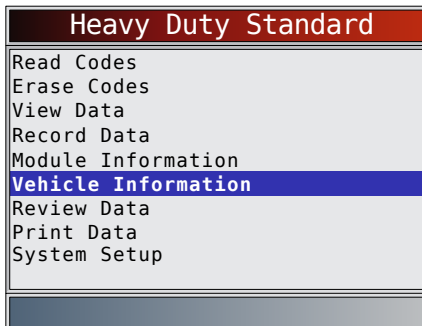 Heavy Duty Standard
Read Codes
Erase Codes
View Data
Record Data
Module Information
Vehicle Information
Review Data
Print Data
System Setup